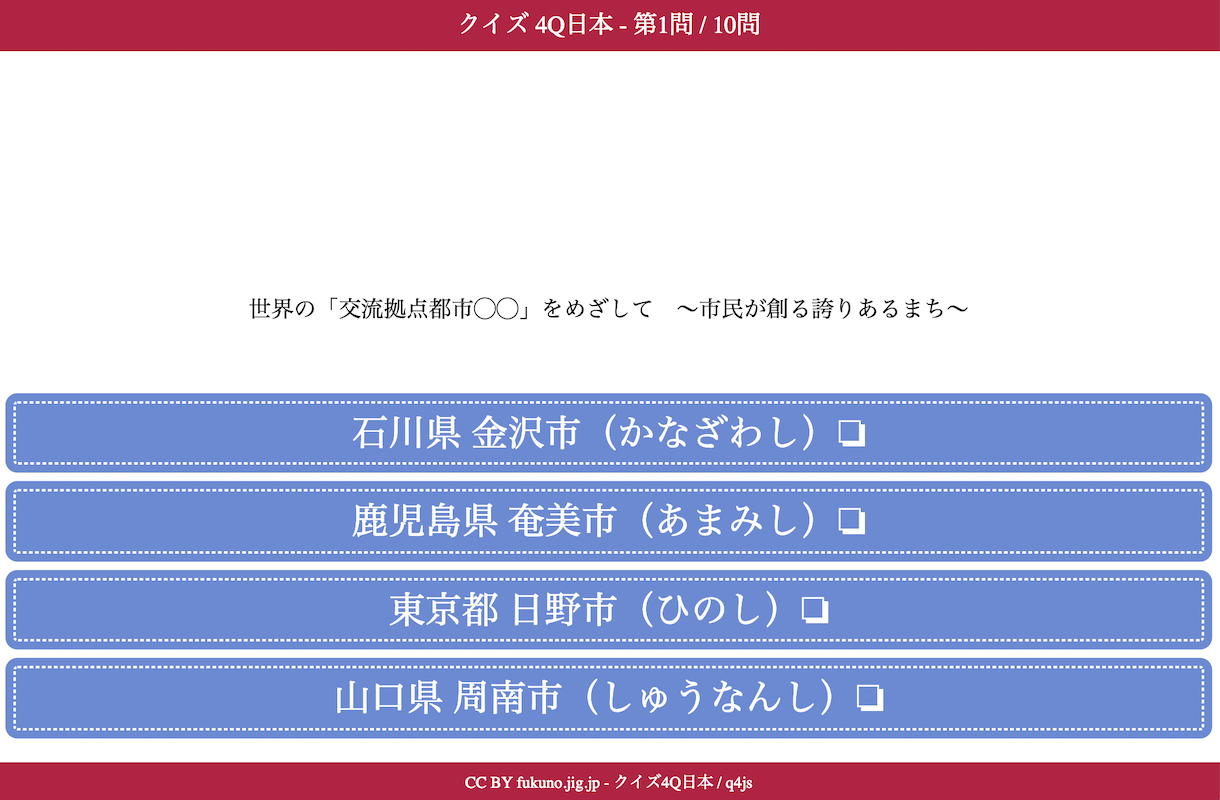 クイズ 4Q日本 - 第1問 / 10問
世界の「交流拠点都市◯◯」をめざして　〜市民が創る誇りあるまち〜
石川県 金沢市（かなざわし）❏
鹿児島県 奄美市（あまみし）❏
東京都 日野市（ひのし）❏
山口県 周南市（しゅうなんし）❏
CC BY fukuno.jig.jp - クイズ4Q日本 / q4js